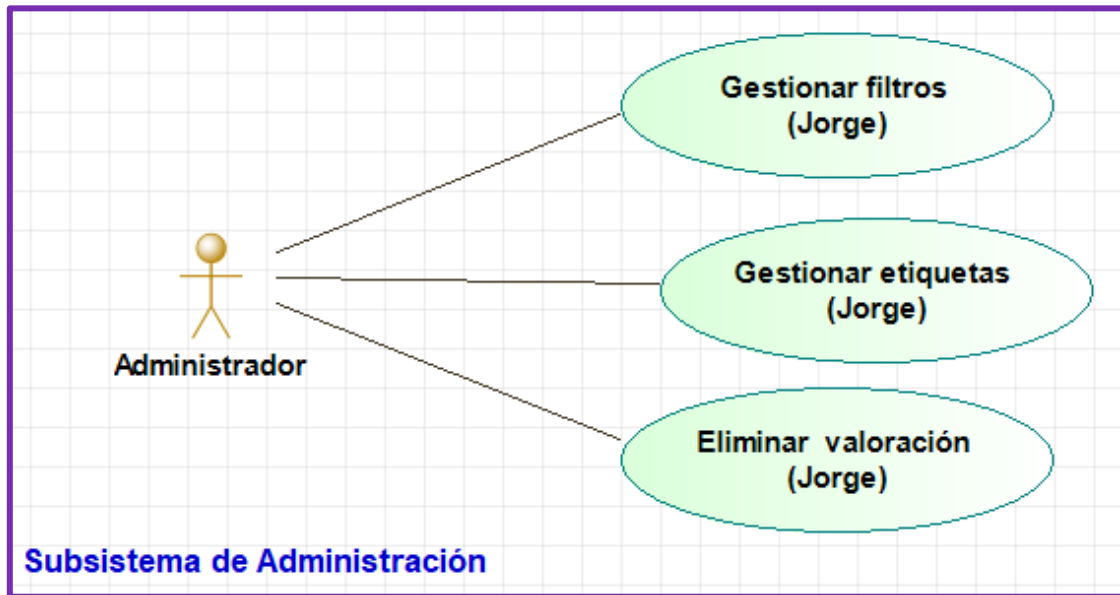 Gestionar filtros
(Jorge)
Gestionar etiquetas
(Jorge)
Administrador
Eliminar valoración
(Jorge)
Subsistema de Administración